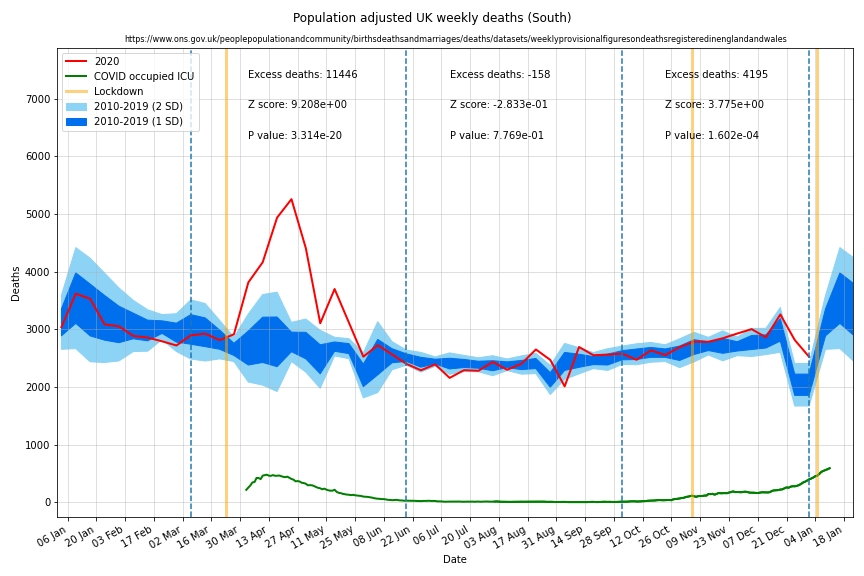 Population adjusted UK weekly deaths (South)
https://www.ons.gov.uk/peoplepopulationandcommunity/birthsdeathsandmarriages/deaths/datasets/weeklyprovisionalfiguresondeathsregisteredinenglandandwales
2020
COVID occupied ICU
Lockdown
2010-2019 (2 SD)
2010-2019 (1 SD)
Excess deaths: 11446
Z score: 9.208e+00
P value: 3.314e-20
Excess deaths: -158
Z score: -2.833e-01
P value: 7.769e-01
Excess deaths: 4195
Z score: 3.775e+00
P value: 1.602e-04
Deaths
7000
6000
5000
4000
3000
2000
1000
0
06 Jan
20 Jan
03 Feb
17 Feb
02 Mar
16 Mar
30 Mar
13 Apr
27 Apr
11 May
25 May
08 Jun
22 Jun
06 Jul
20 Jul
03 Aug
17 Aug
31 Aug
14 Sep
28 Sep
12 Oct
26 Oct
09 Nov
23 Nov
07 Dec
21 Dec
04 Jan
18 Jan
Date